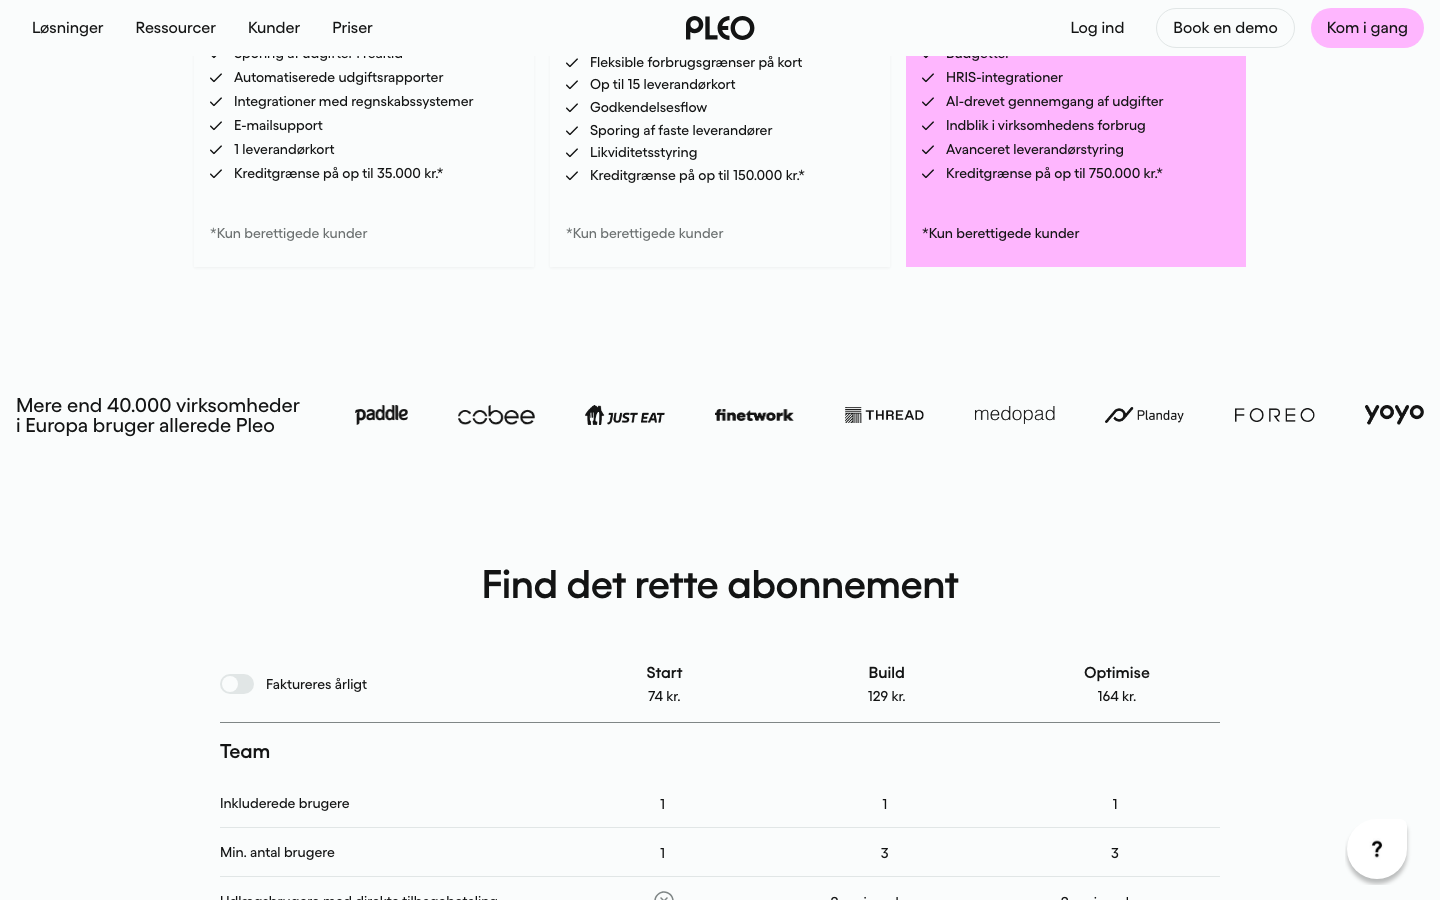 Løsninger
Ressourcer
Kunder
Priser
PLEO
Log ind
Book en demo
Kom i gang
Automatiserede udgiftsrapporter
Integrationer med regnskabssystemer
E-mailsupport
1 leverandørkort
Kreditgrænse på op til 35.000 kr.*
*Kun berettigede kunder
Fleksible forbrugsgrænser på kort
Op til 15 leverandørkort
Godkendelsesflow
Sporing af faste leverandører
Likviditetsstyring
Kreditgrænse på op til 150.000 kr.*
*Kun berettigede kunder
HRIS-integrationer
AI-drevet gennemgang af udgifter
Indblik i virksomhedens forbrug
Avanceret leverandørstyring
Kreditgrænse på op til 750.000 kr.*
*Kun berettigede kunder
Mere end 40.000 virksomheder
i Europa bruger allerede Pleo
paddle
cobee
JUST EAT
finetwork
THREAD
medopad
Planday
FOREO
yoyo
Find det rette abonnement
Faktureres årligt
Start
74 kr.
Build
129 kr.
Optimise
164 kr.
Team
Inkluderede brugere 1 1 1
Min. antal brugere 1 3 3
?